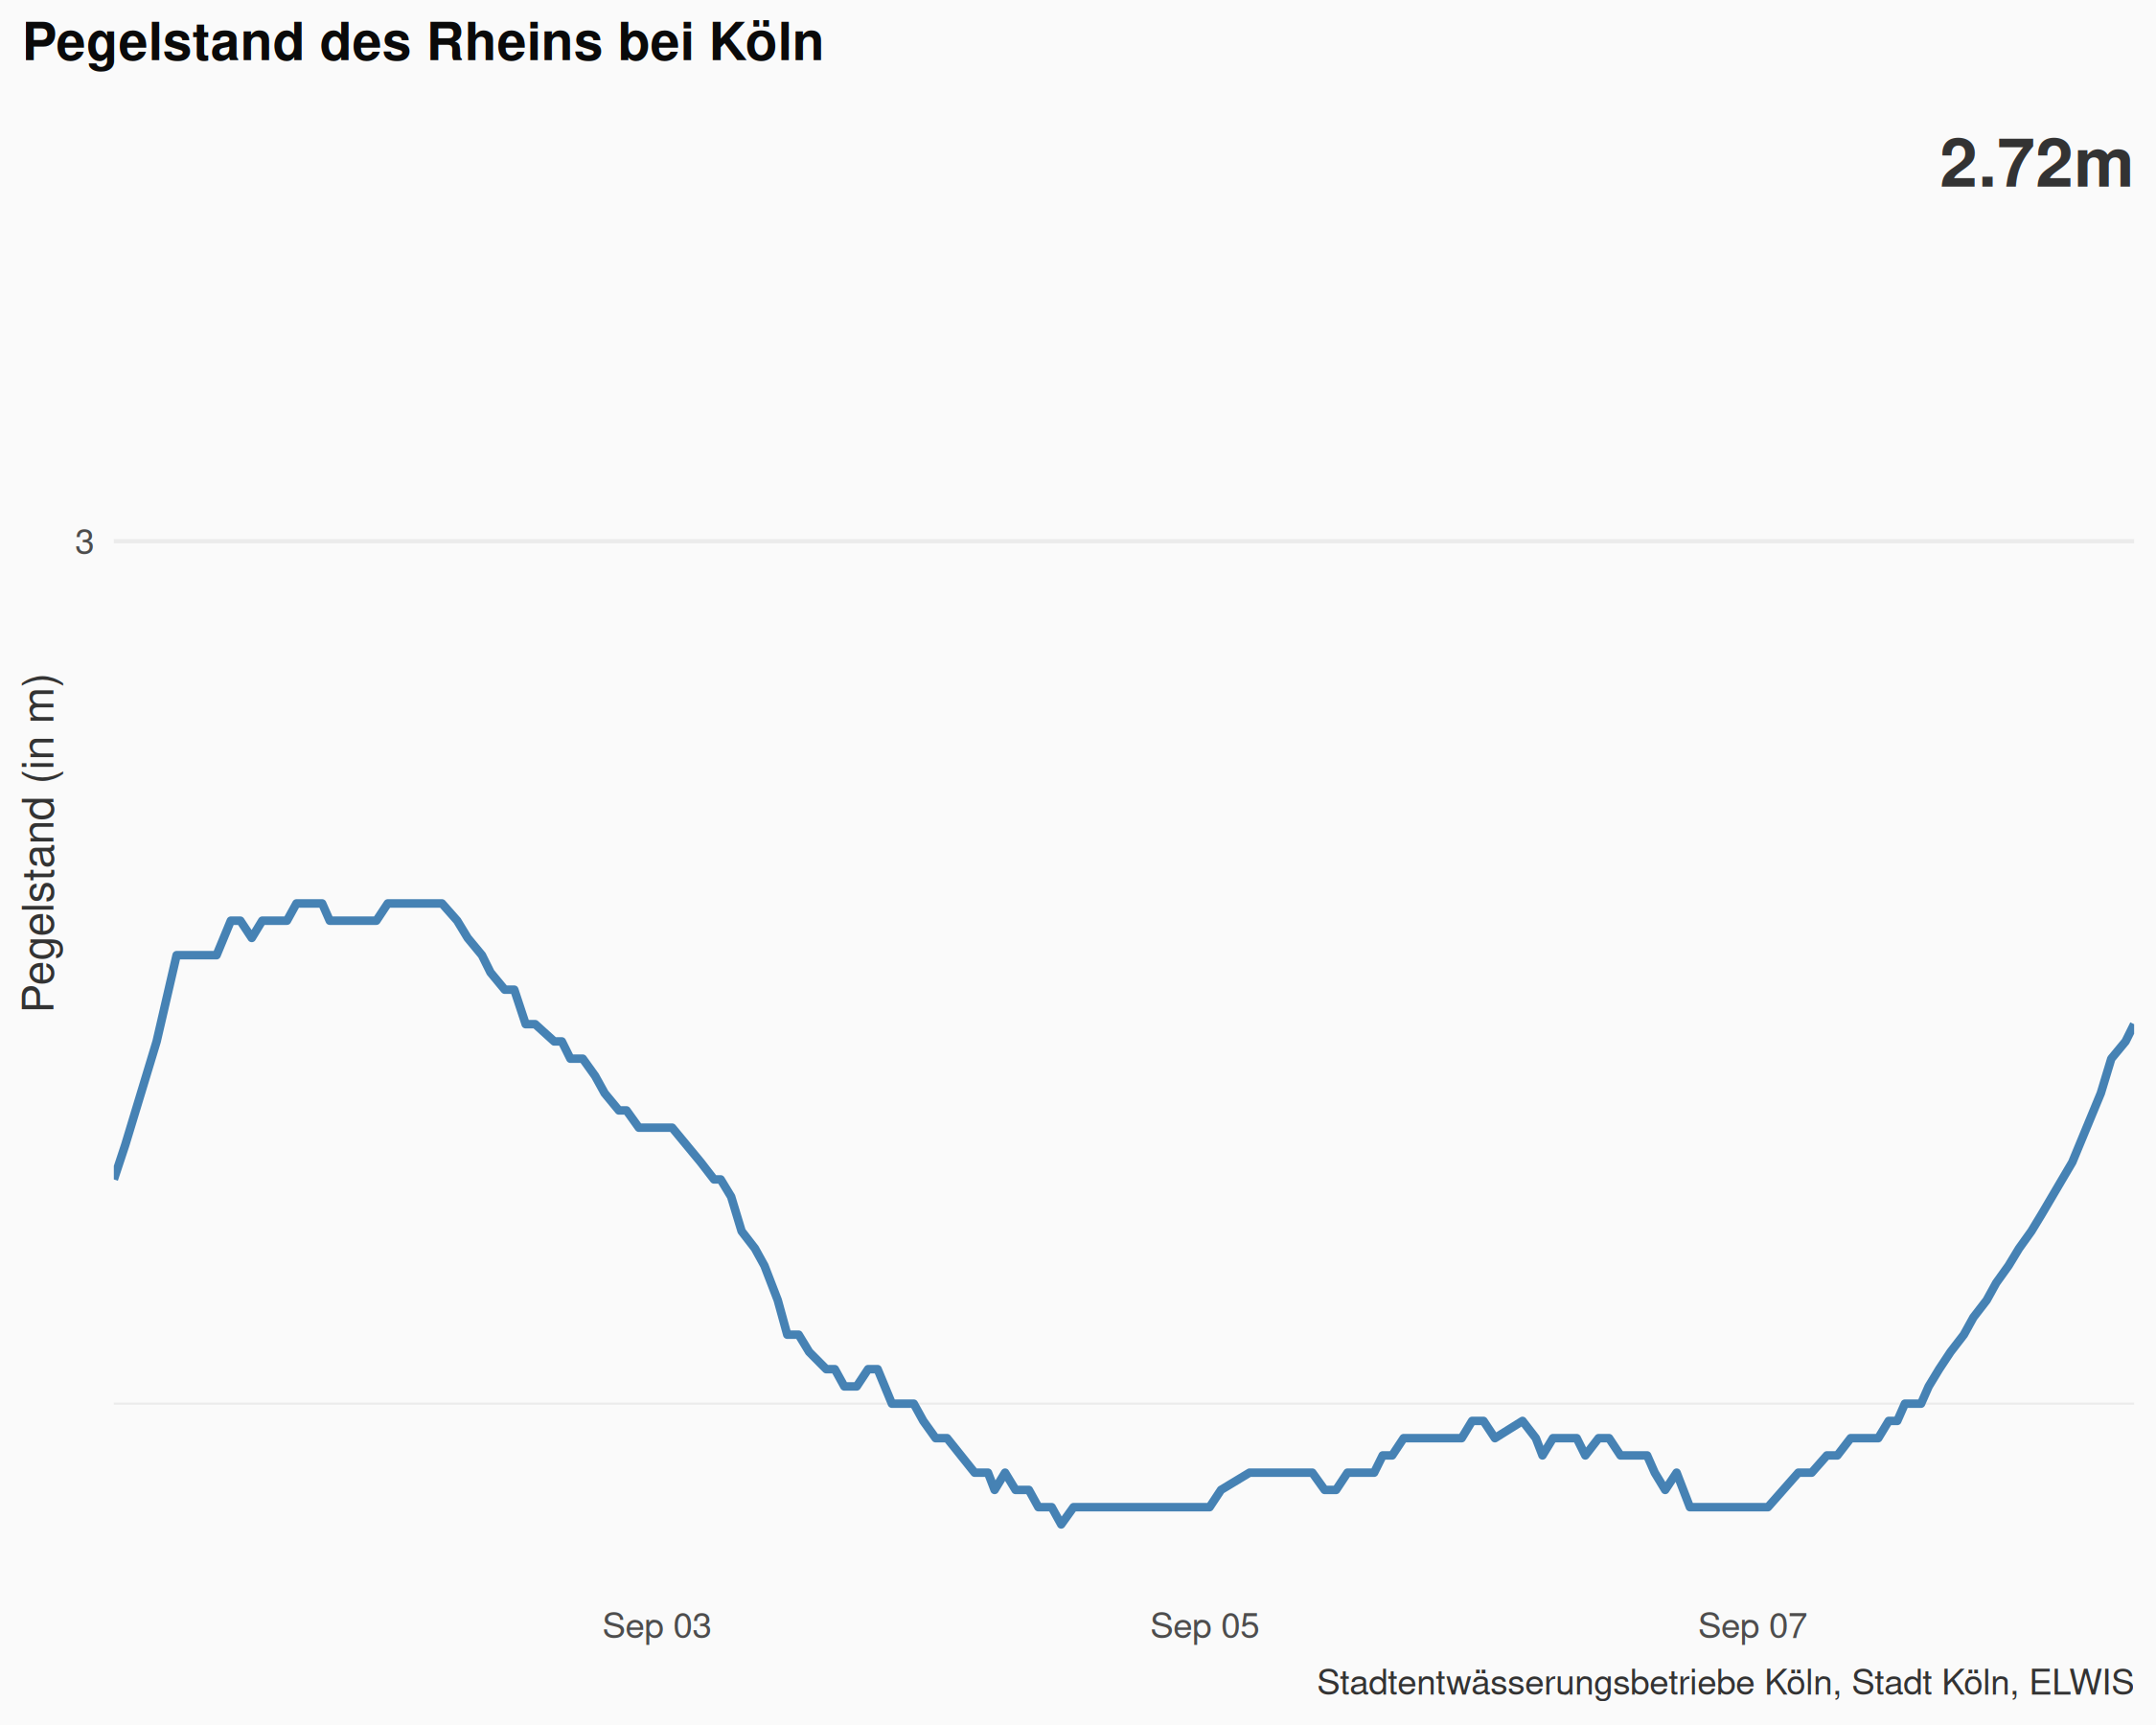 Pegelstand des Rheins bei Köln
2.72m
3
Pegelstand (in m)
Sep 03 Sep 05 Sep 07
Stadtentwässerungsbetriebe Köln, Stadt Köln, ELWIS